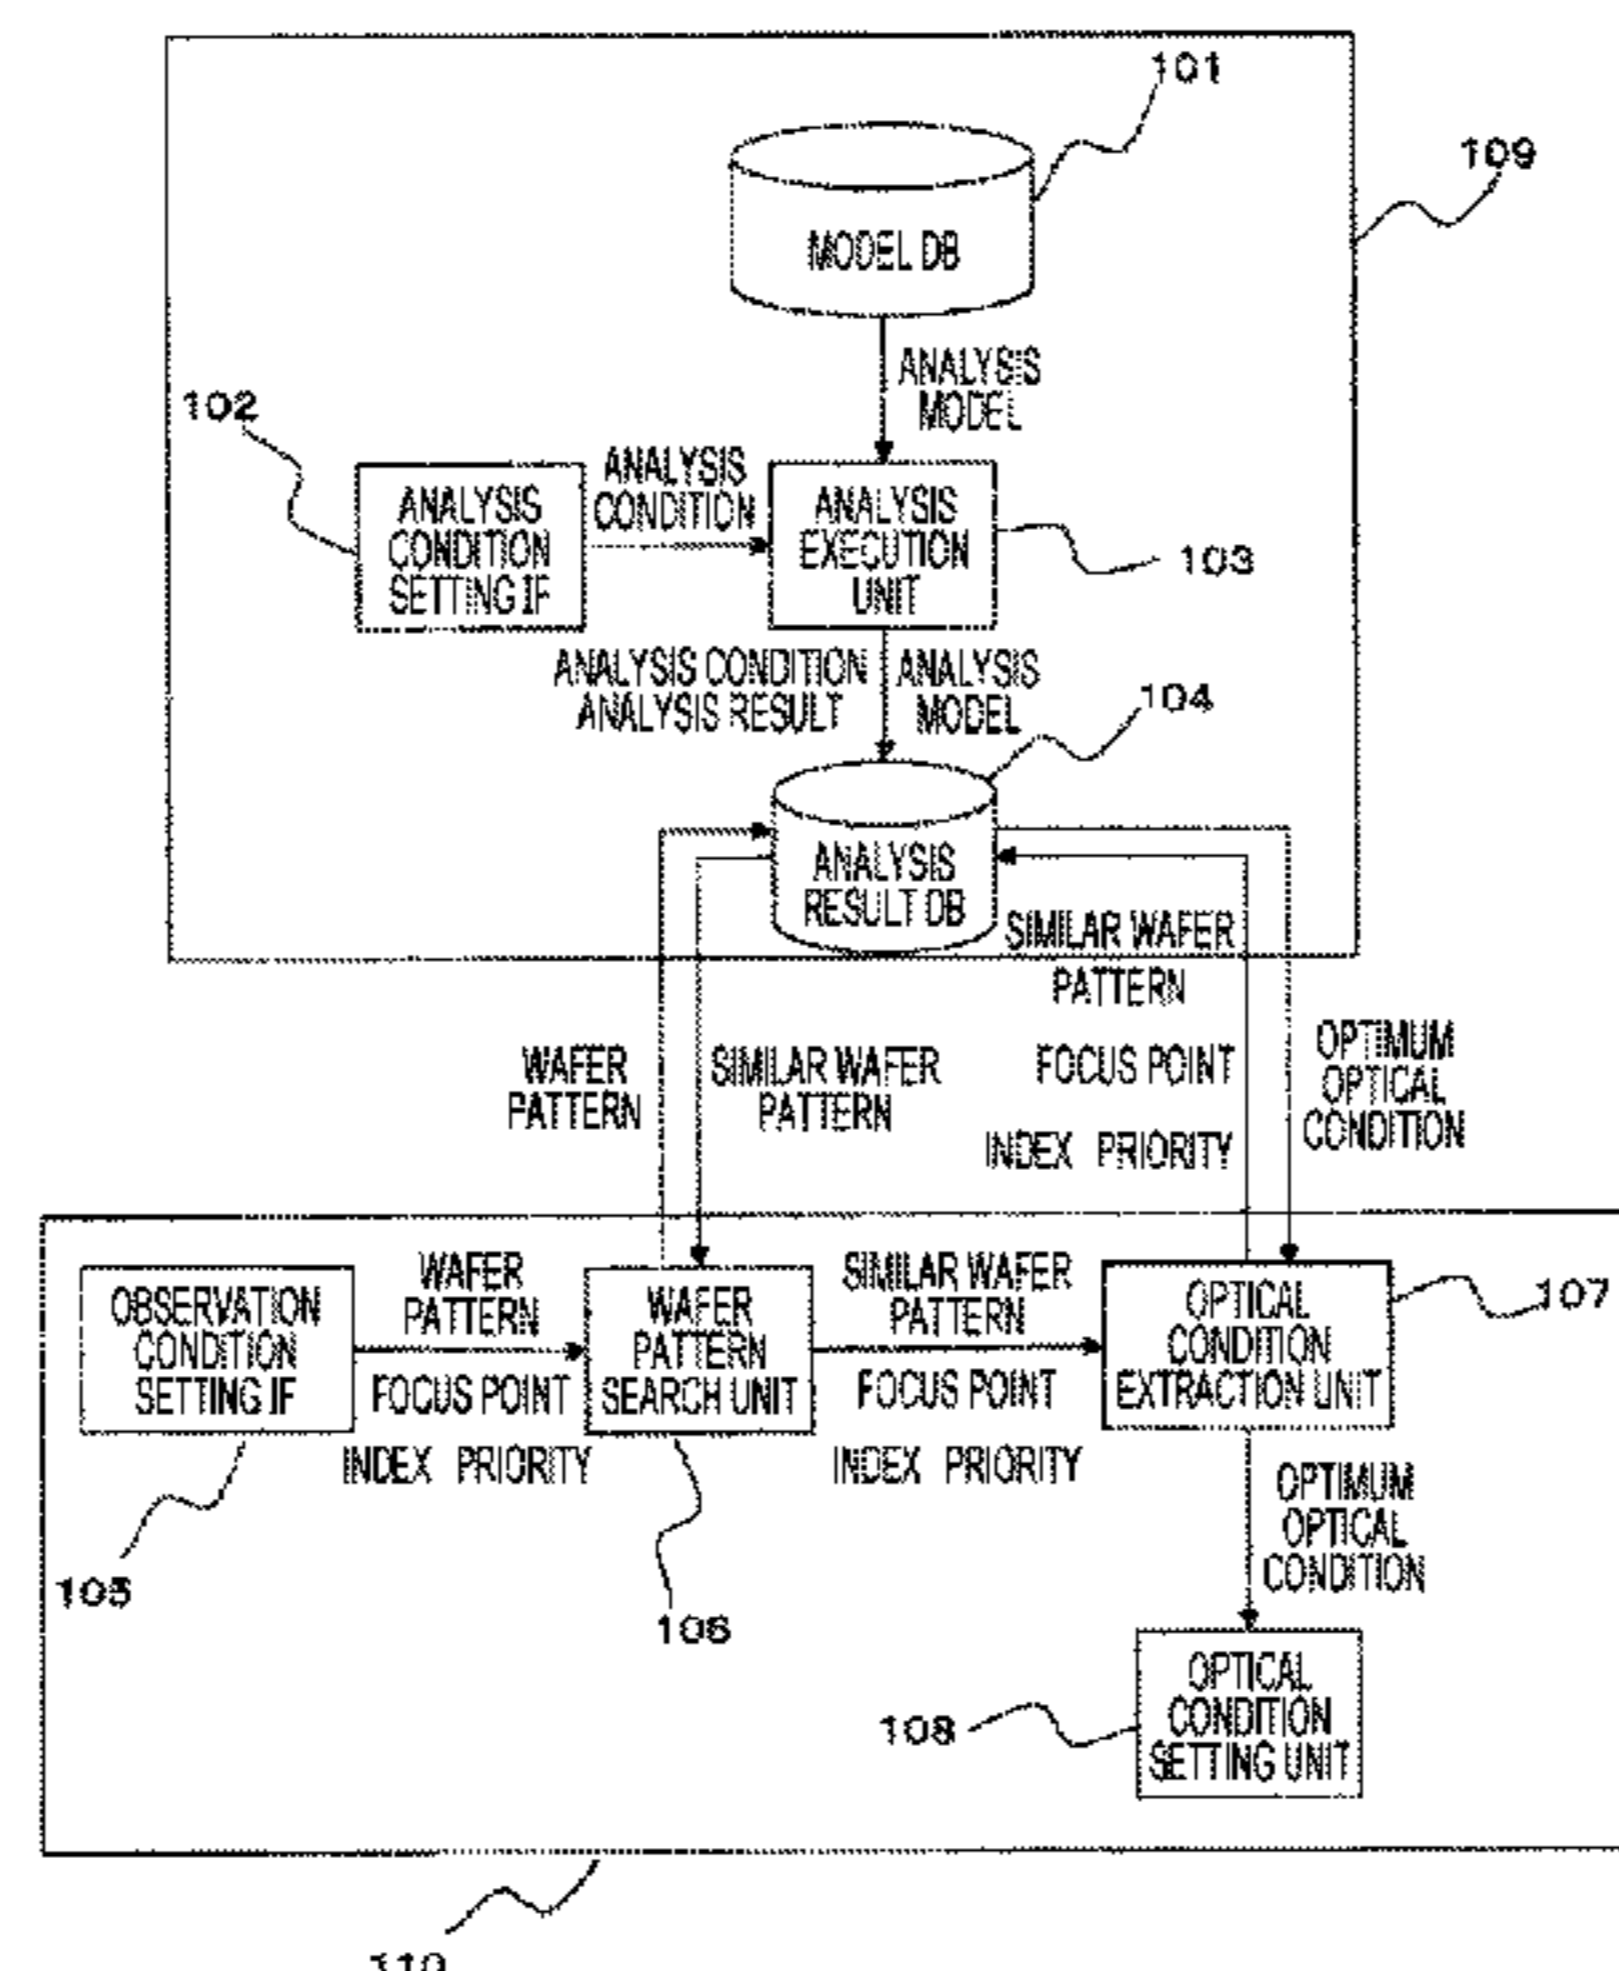 101
109
MODEL DB
ANALYSIS
MODEL
102
ANALYSIS
CONDITION
SETTING IF
ANALYSIS
CONDITION
ANALYSIS
EXECUTION
UNIT
103
ANALYSIS CONDITION
ANALYSIS RESULT
ANALYSIS
MODEL
104
ANALYSIS
RESULT DB
SIMILAR WAFER
PATTERN
FOCUS POINT
INDEX PRIORITY
OPTIMUM
OPTICAL
CONDITION
WAFER
PATTERN
SIMILAR WAFER
PATTERN
OBSERVATION
CONDITION
SETTING IF
WAFER
PATTERN
FOCUS POINT
INDEX PRIORITY
WAFER
PATTERN
SEARCH UNIT
SIMILAR WAFER
PATTERN
FOCUS POINT
INDEX PRIORITY
OPTICAL
CONDITION
EXTRACTION UNIT
107
105
106
OPTIMUM
OPTICAL
CONDITION
108
OPTICAL
CONDITION
SETTING UNIT
110